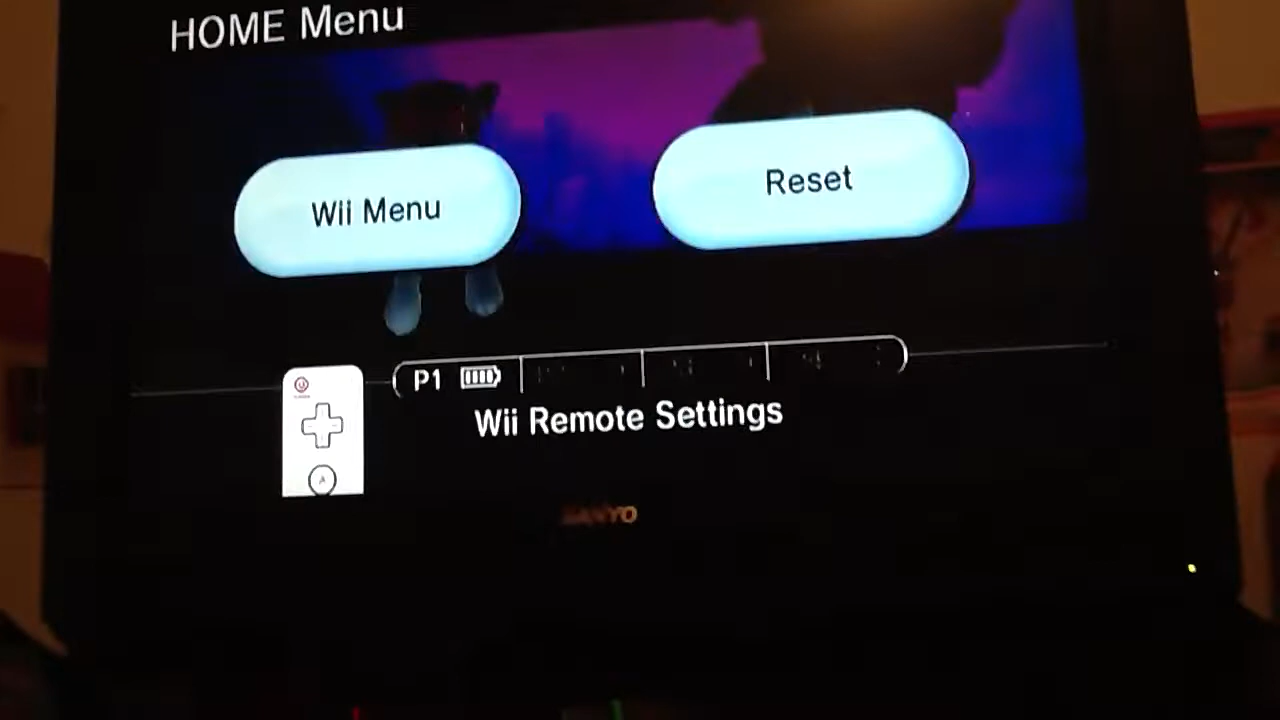 HOME Menu
Wii Menu
Reset
P1
Wii Remote Settings
SANYO
A